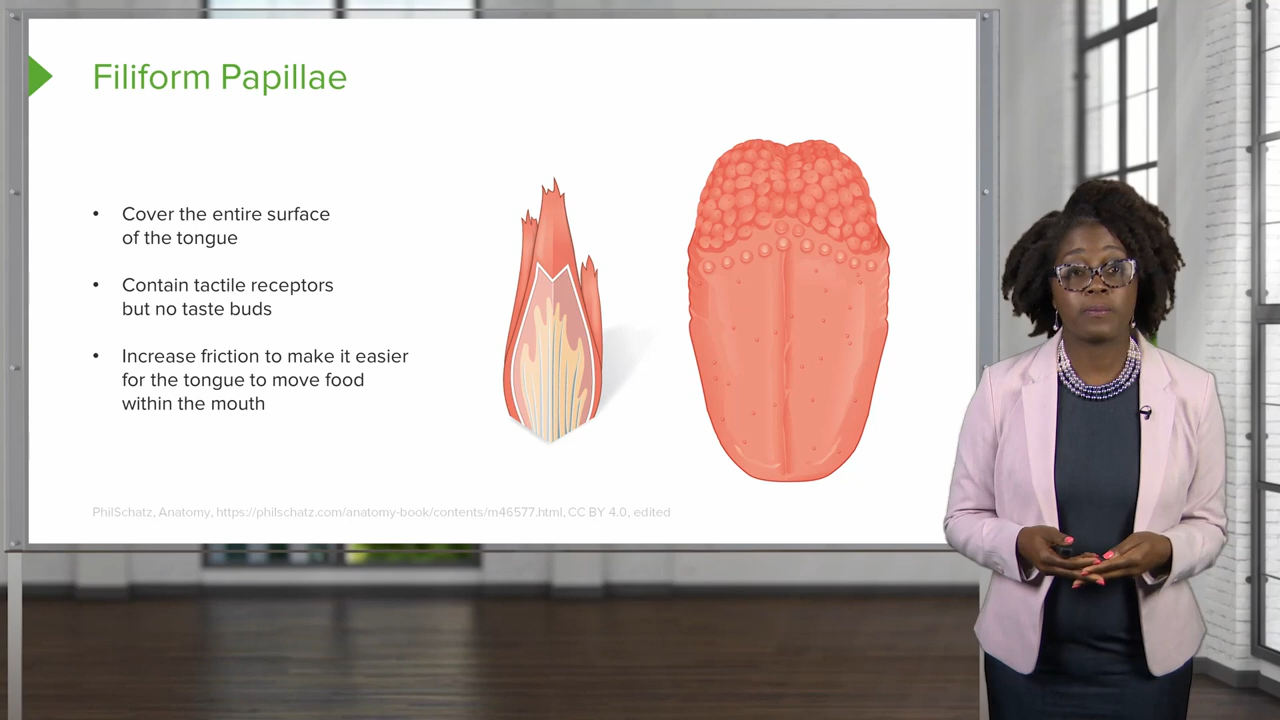 Filiform Papillae
• Cover the entire surface
of the tongue
• Contain tactile receptors
but no taste buds
• Increase friction to make it easier
for the tongue to move food
within the mouth
PhilSchatz, Anatomy, https://philschatz.com/anatomy-book/contents/m46577.html, CC BY 4.0, edited